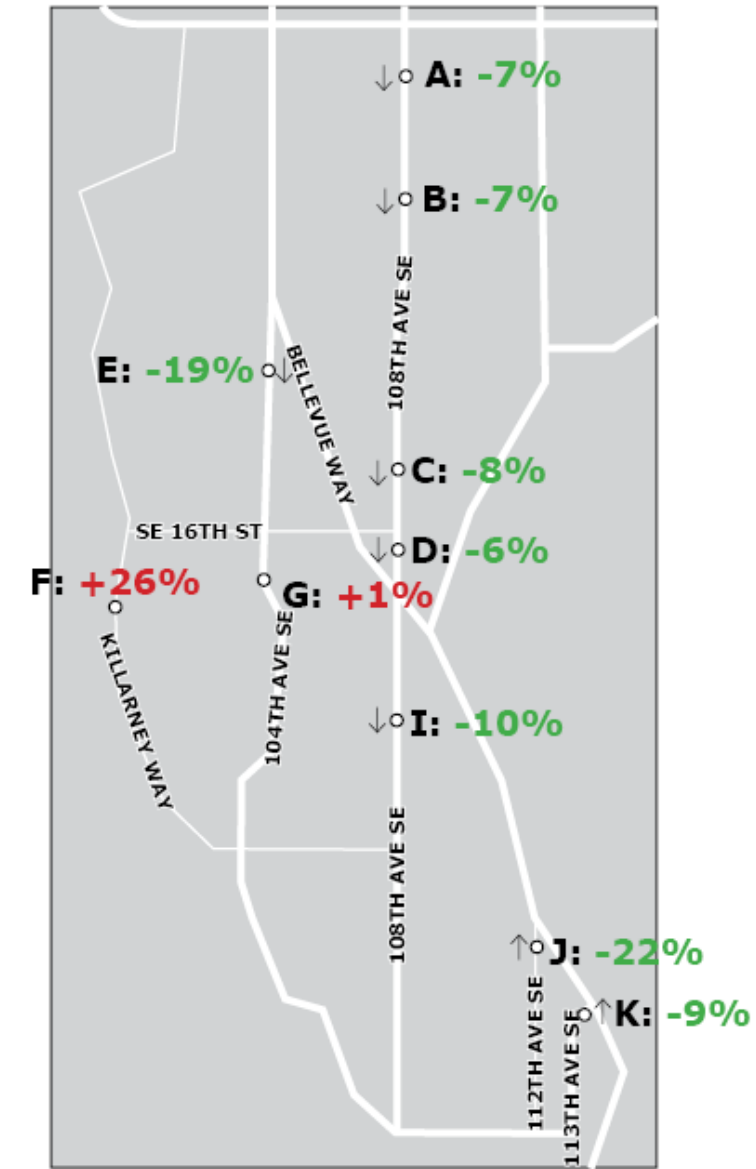 ↓ A: -7%
↓ B: -7%
108TH AVE SE
E: -19% ↓
BELLEVUE WAY
↓ C: -8%
SE 16TH ST
↓ D: -6%
F: +26%
G: +1%
KILLARNEY WAY
104TH AVE SE
↓ I: -10%
108TH AVE SE
↑ J: -22%
↑ K: -9%
112TH AVE SE
113TH AVE SE